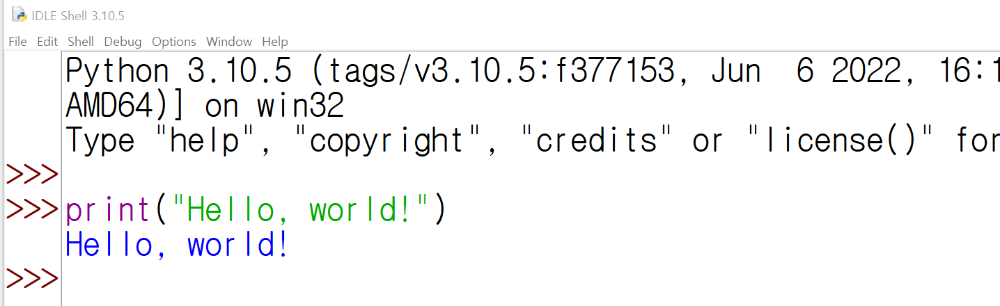 IDLE Shell 3.10.5
File Edit Shell Debug Options Window Help
Python 3.10.5 (tags/v3.10.5:f377153, Jun  6 2022, 16:1
AMD64)] on win32
Type "help", "copyright", "credits" or "license()" for
>>>
>>> print("Hello, world!")
Hello, world!
>>>